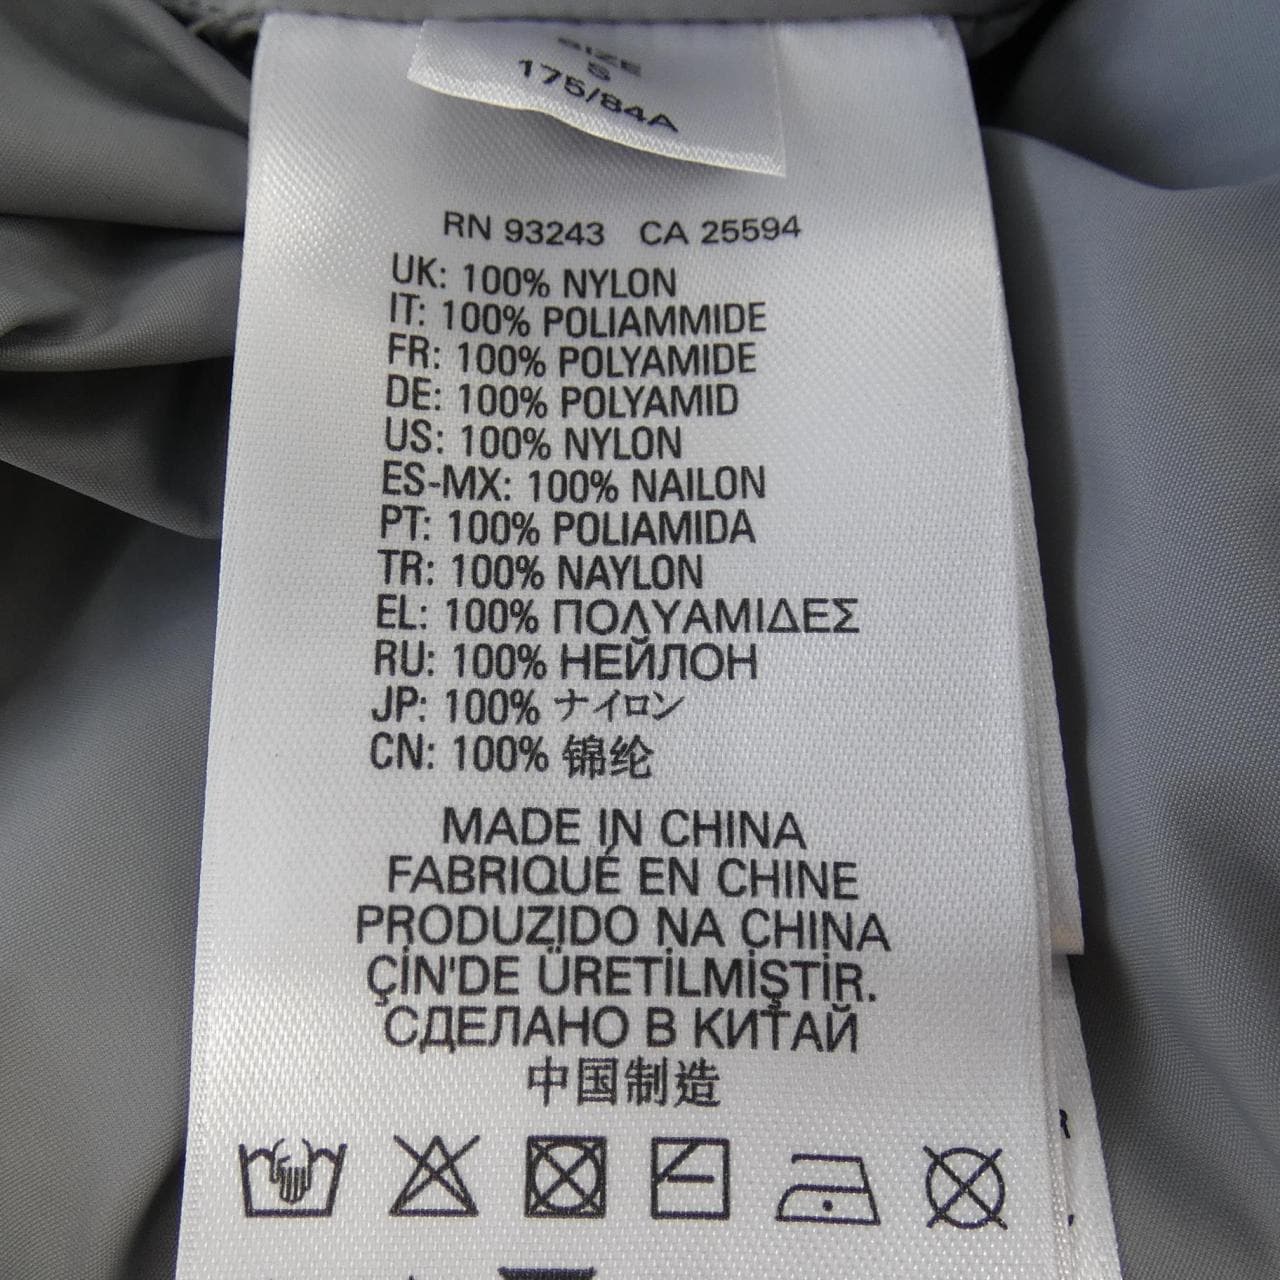 SIZE
S
175/84A
RN 93243 CA 25594
UK: 100% NYLON
IT: 100% POLIAMMIDE
FR: 100% POLYAMIDE
DE: 100% POLYAMID
US: 100% NYLON
ES-MX: 100% NAILON
PT: 100% POLIAMIDA
TR: 100% NAYLON
EL: 100% ΠΟΛΥΑΜΙΔΕΣ
RU: 100% НЕЙЛОН
JP: 100% ナイロン
CN: 100% 锦纶
MADE IN CHINA
FABRIQUÉ EN CHINE
PRODUZIDO NA CHINA
ÇİN'DE ÜRETİLMİŞTİR.
СДЕЛАНО В КИТАЙ
中国制造